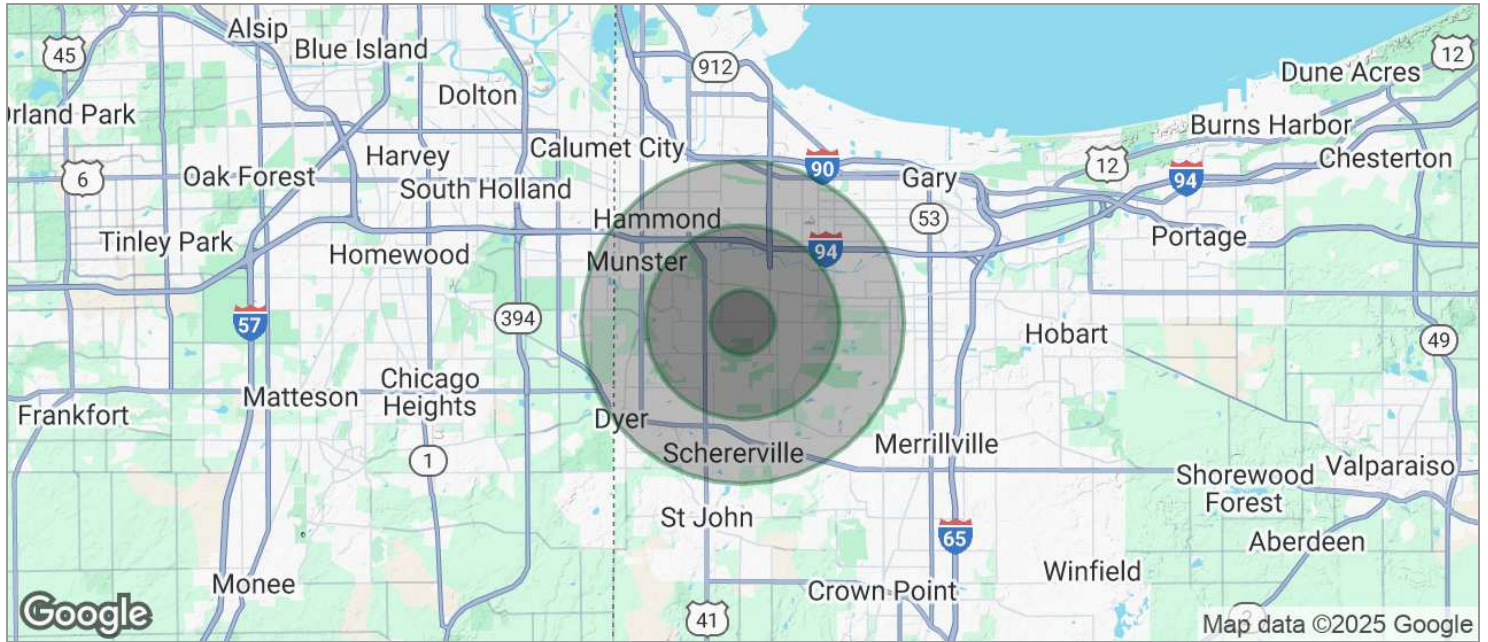 Alsip
45
Blue Island
912
12
Dune Acres
Dolton
Orland Park
Burns Harbor
Calumet City
Harvey
90
12
Chesterton
6
Oak Forest
South Holland
Gary
94
53
Hammond
Tinley Park
Homewood
94
Portage
Munster
57
394
Hobart
49
Matteson
Chicago
Heights
Frankfort
Dyer
Merrillville
1
Schererville
Shorewood
Forest
Valparaiso
St John
65
Aberdeen
Monee
Crown Point
Winfield
Google
41
Map data ©2025 Google